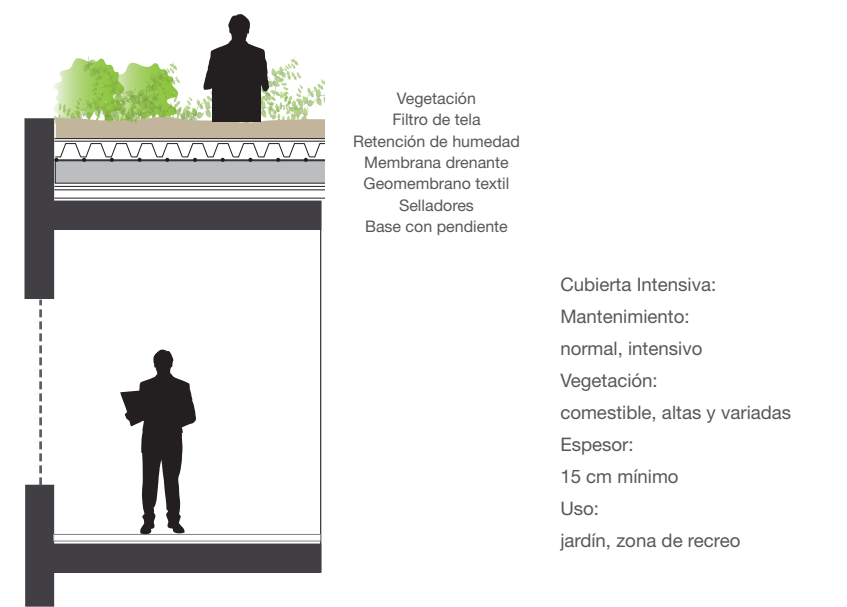 Vegetación
Filtro de tela
Retención de humedad
Membrana drenante
Geomembrano textil
Selladores
Base con pendiente
Cubierta Intensiva:
Mantenimiento:
normal, intensivo
Vegetación:
comestible, altas y variadas
Espesor:
15 cm mínimo
Uso:
jardín, zona de recreo